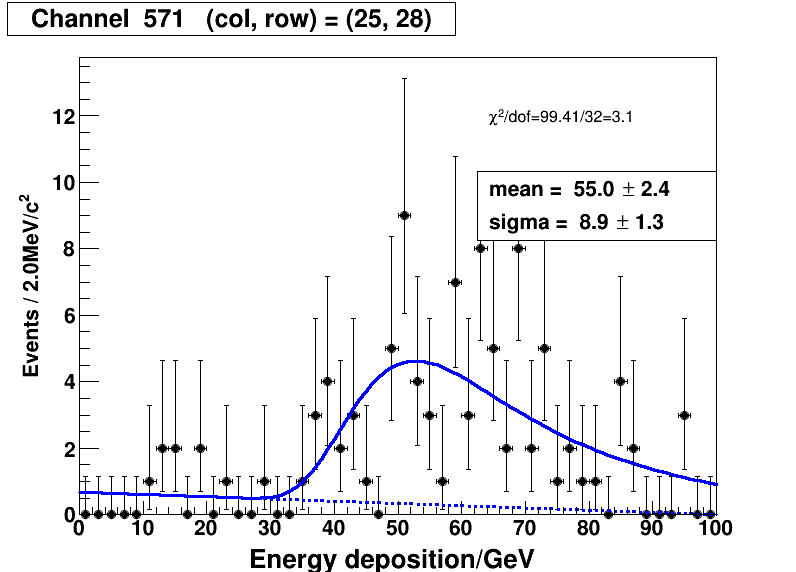 Channel 571 (col, row) = (25, 28)
χ²/dof=99.41/32=3.1
mean = 55.0 ± 2.4
sigma = 8.9 ± 1.3
Events / 2.0MeV/c²
12
10
8
6
4
2
0
0 10 20 30 40 50 60 70 80 90 100
Energy deposition/GeV